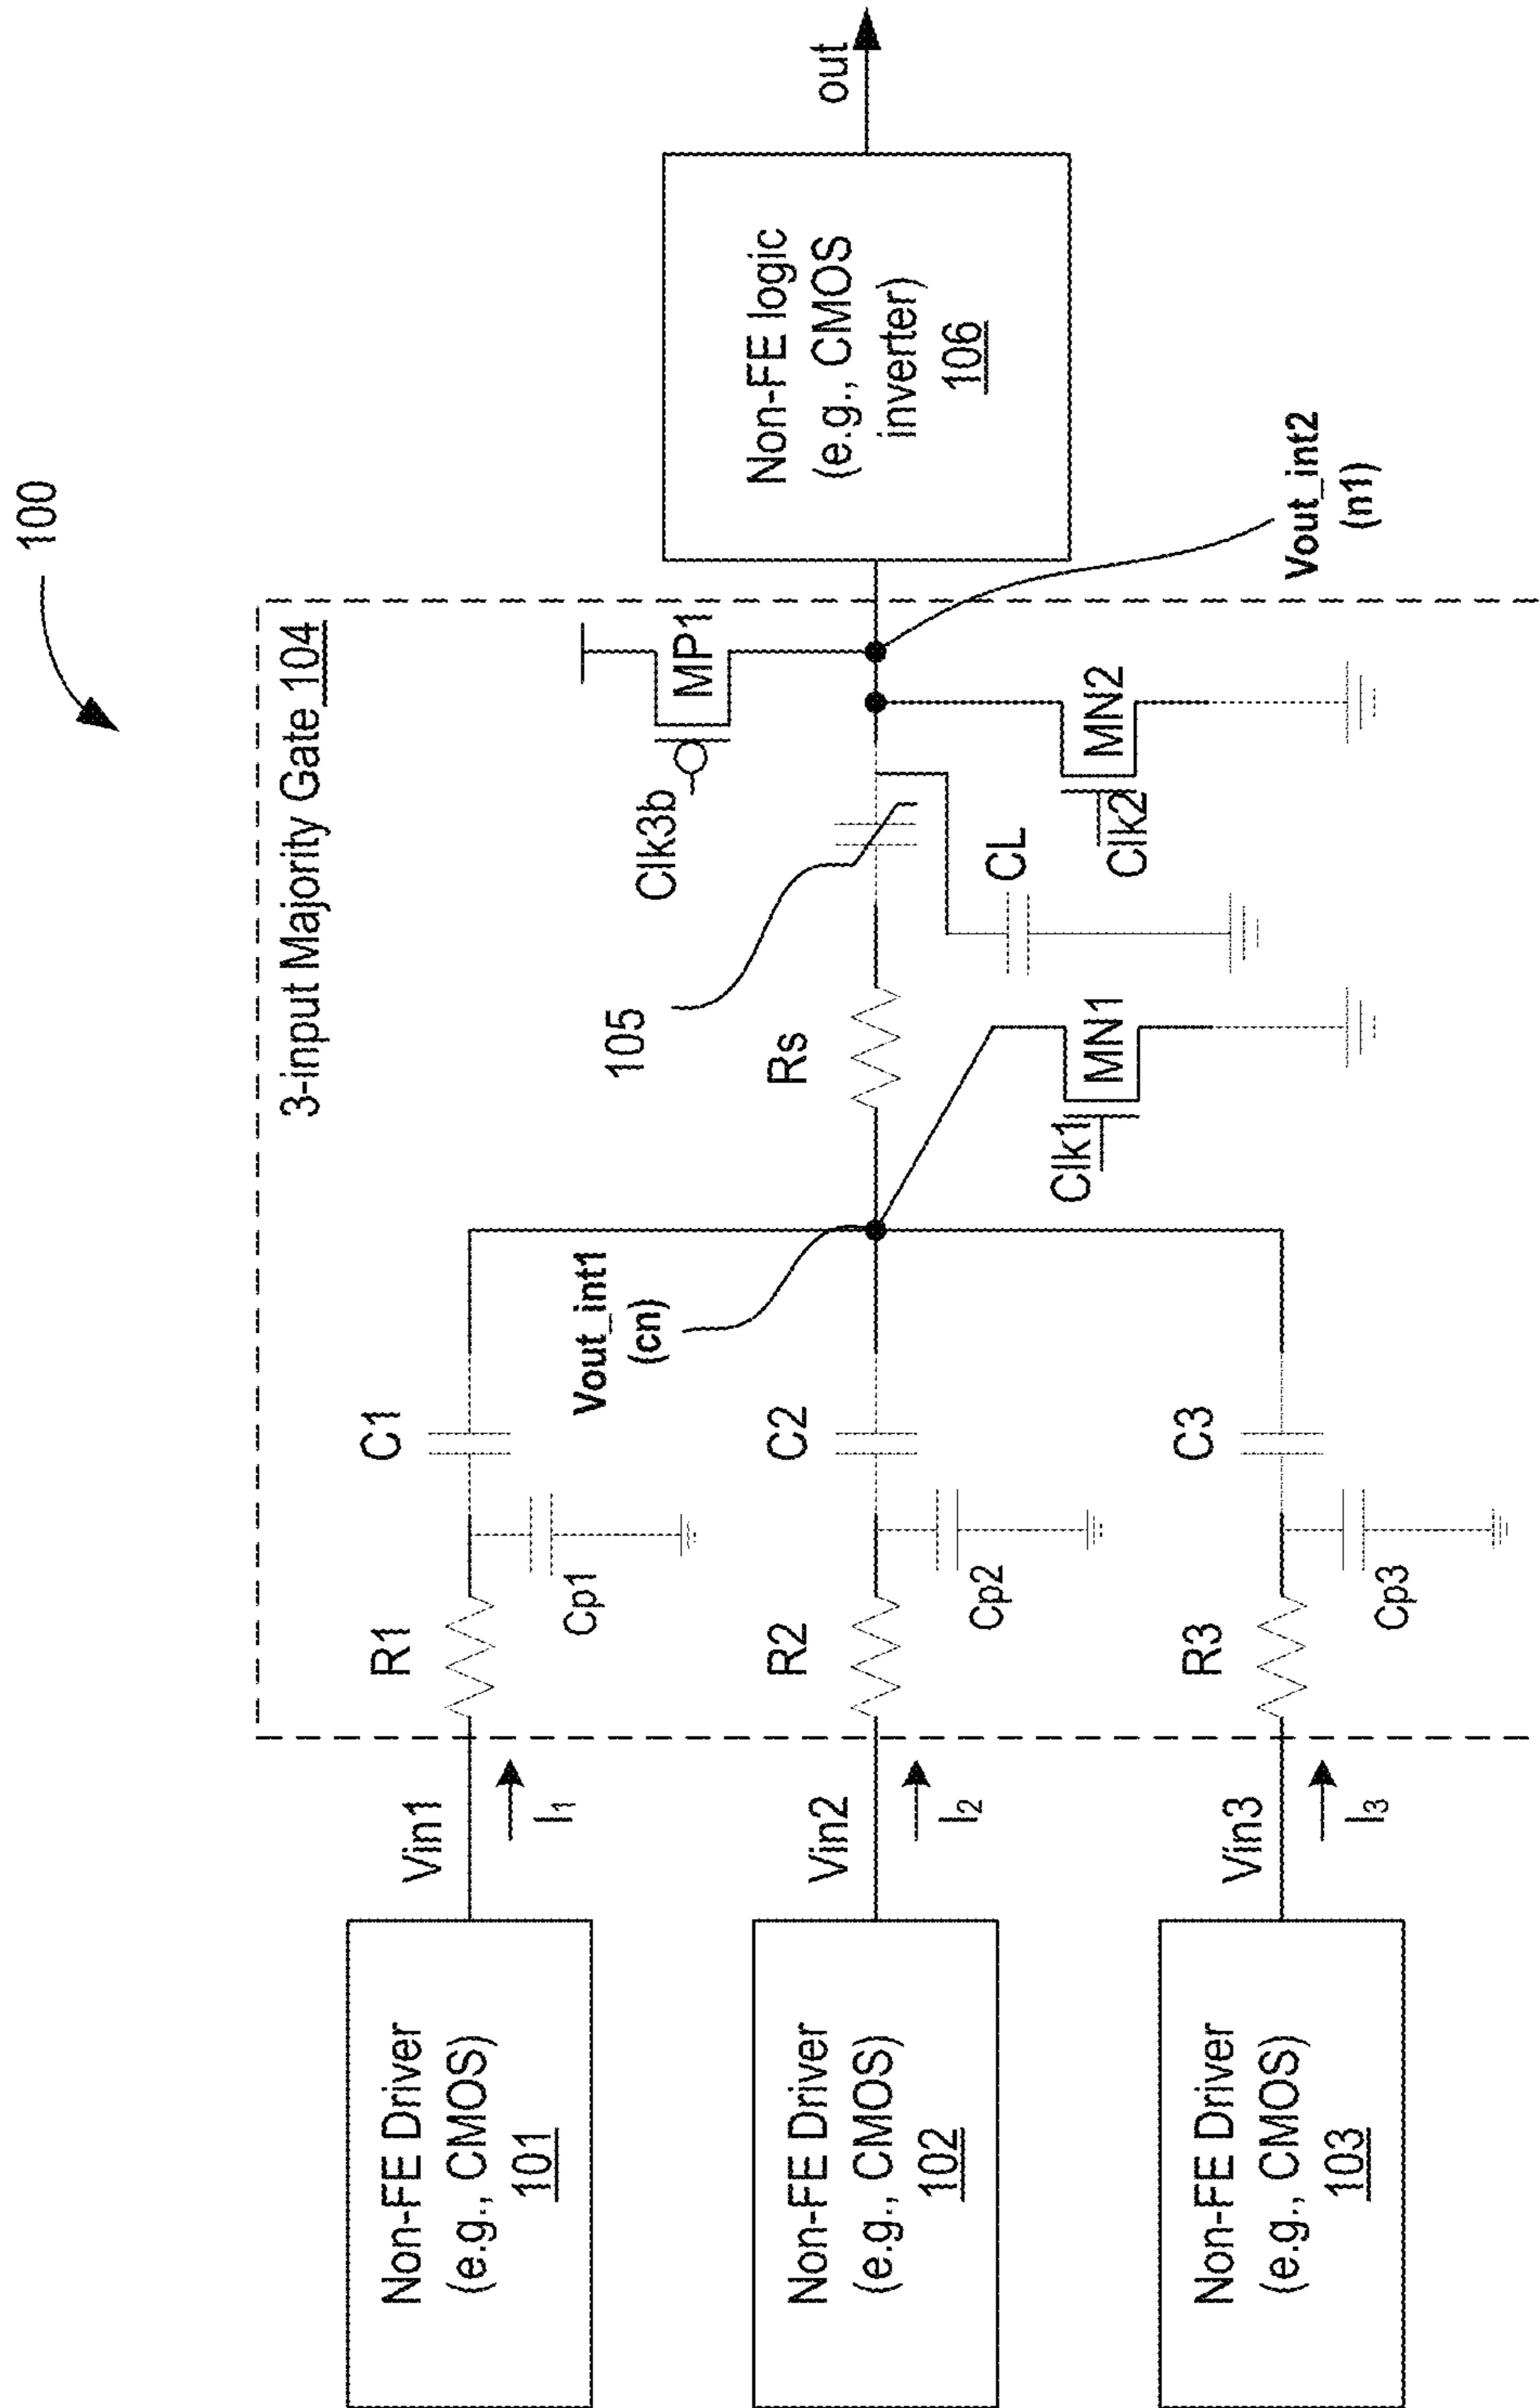 100
3-input Majority Gate 104
Non-FE Driver
(e.g., CMOS)
101
Vin1
I1
R1
Cp1
C1
Vout_int1
(cn)
Non-FE Driver
(e.g., CMOS)
102
Vin2
I2
R2
Cp2
C2
Rs
105
Clk3b
MP1
CL
Clk1
MN1
Clk2
MN2
Non-FE logic
(e.g., CMOS
inverter)
106
out
Vout_int2
(n1)
Non-FE Driver
(e.g., CMOS)
103
Vin3
I3
R3
Cp3
C3